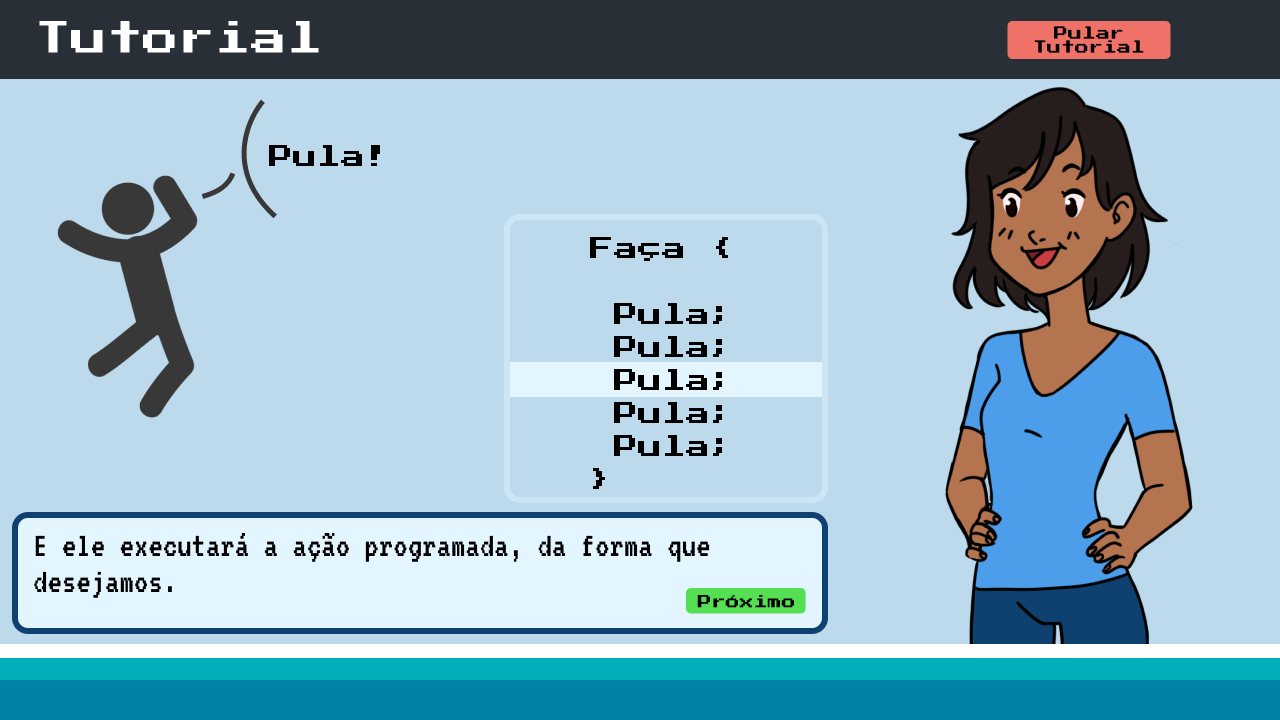 Tutorial
Pular
Tutorial
Pula!
Faça {
Pula;
Pula;
Pula;
Pula;
Pula;
}
E ele executará a ação programada, da forma que
desejamos.
Próximo